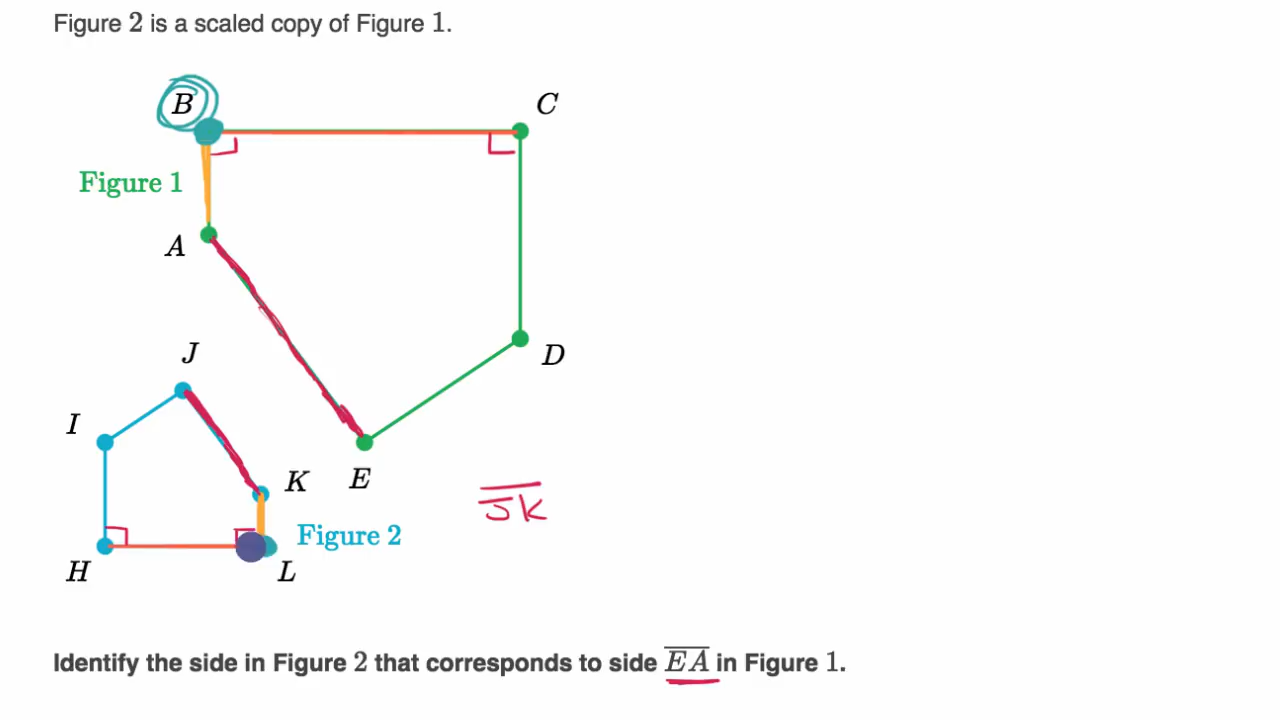 Figure 2 is a scaled copy of Figure 1.
B
C
Figure 1
A
J
D
I
K
E
JK
Figure 2
H
L
Identify the side in Figure 2 that corresponds to side EA in Figure 1.